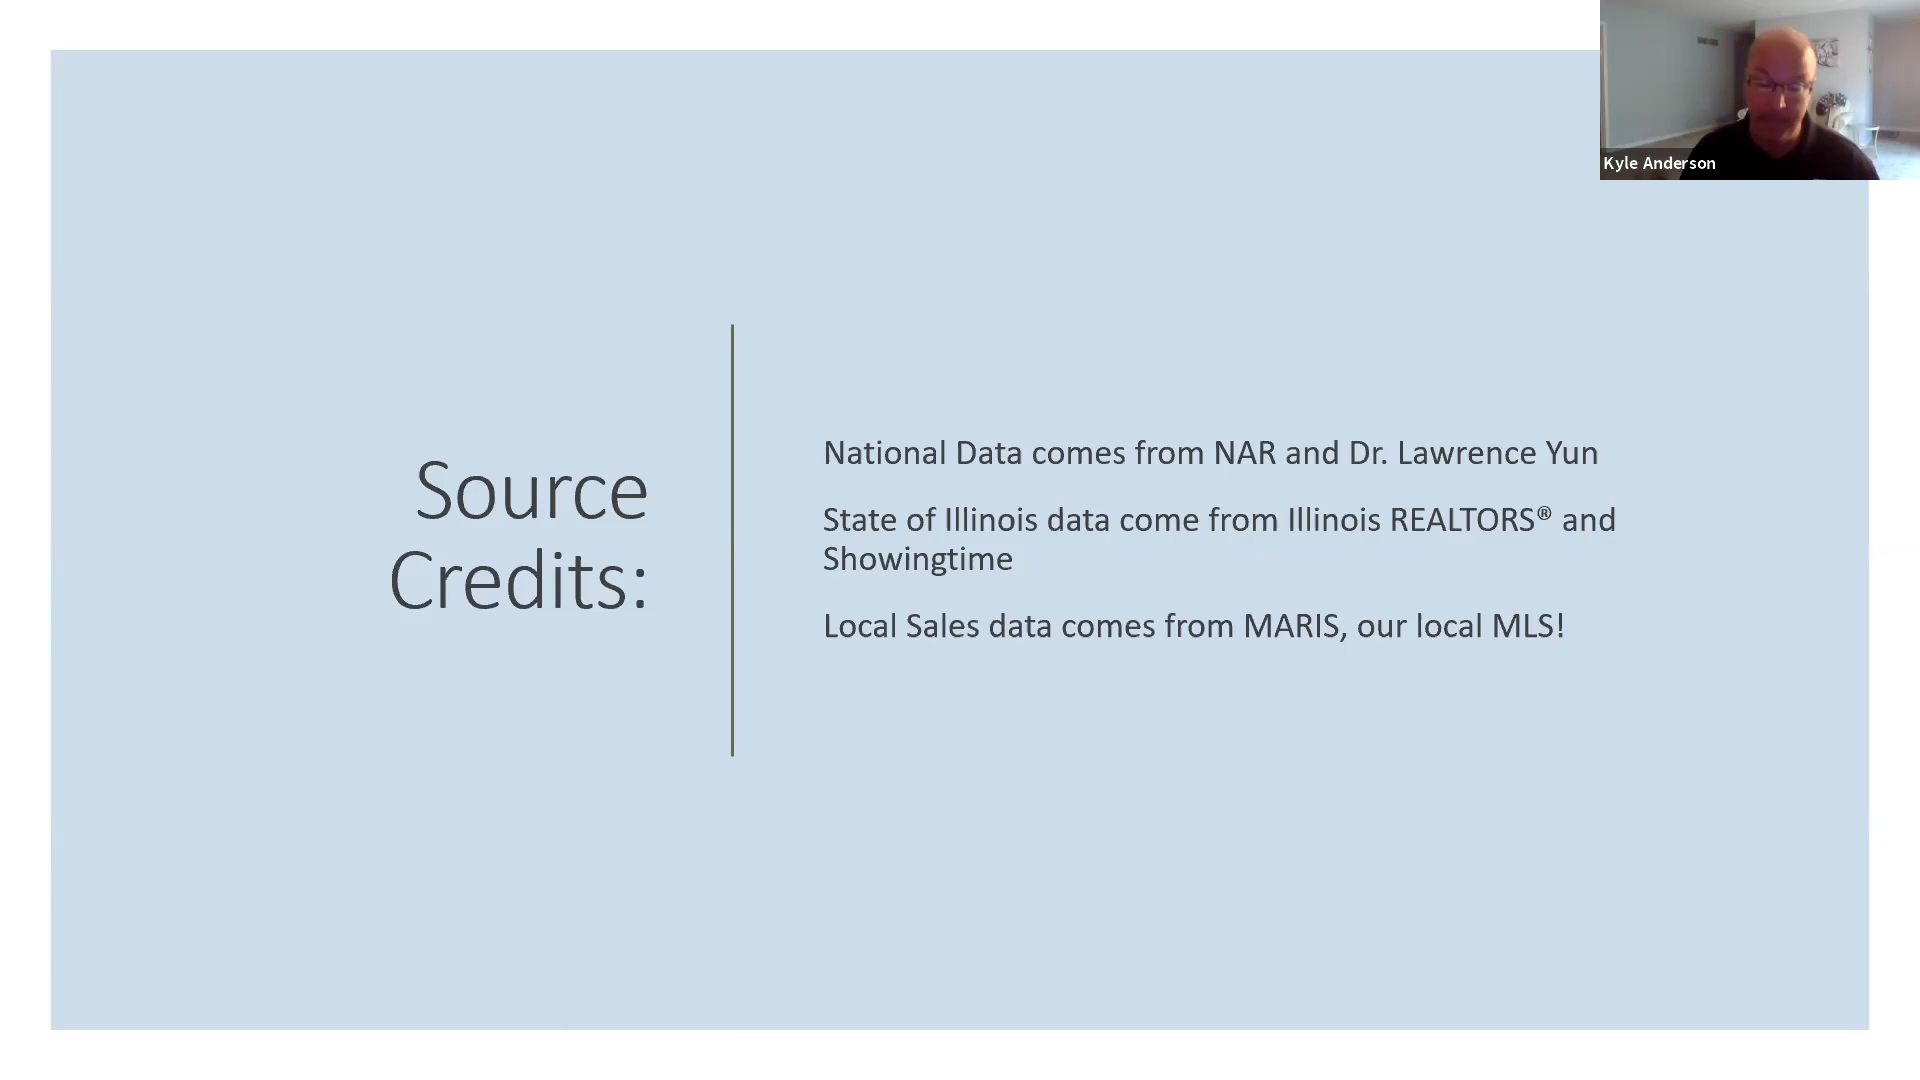 Kyle Anderson
Source
Credits:
National Data comes from NAR and Dr. Lawrence Yun
State of Illinois data come from Illinois REALTORS® and
Showingtime
Local Sales data comes from MARIS, our local MLS!